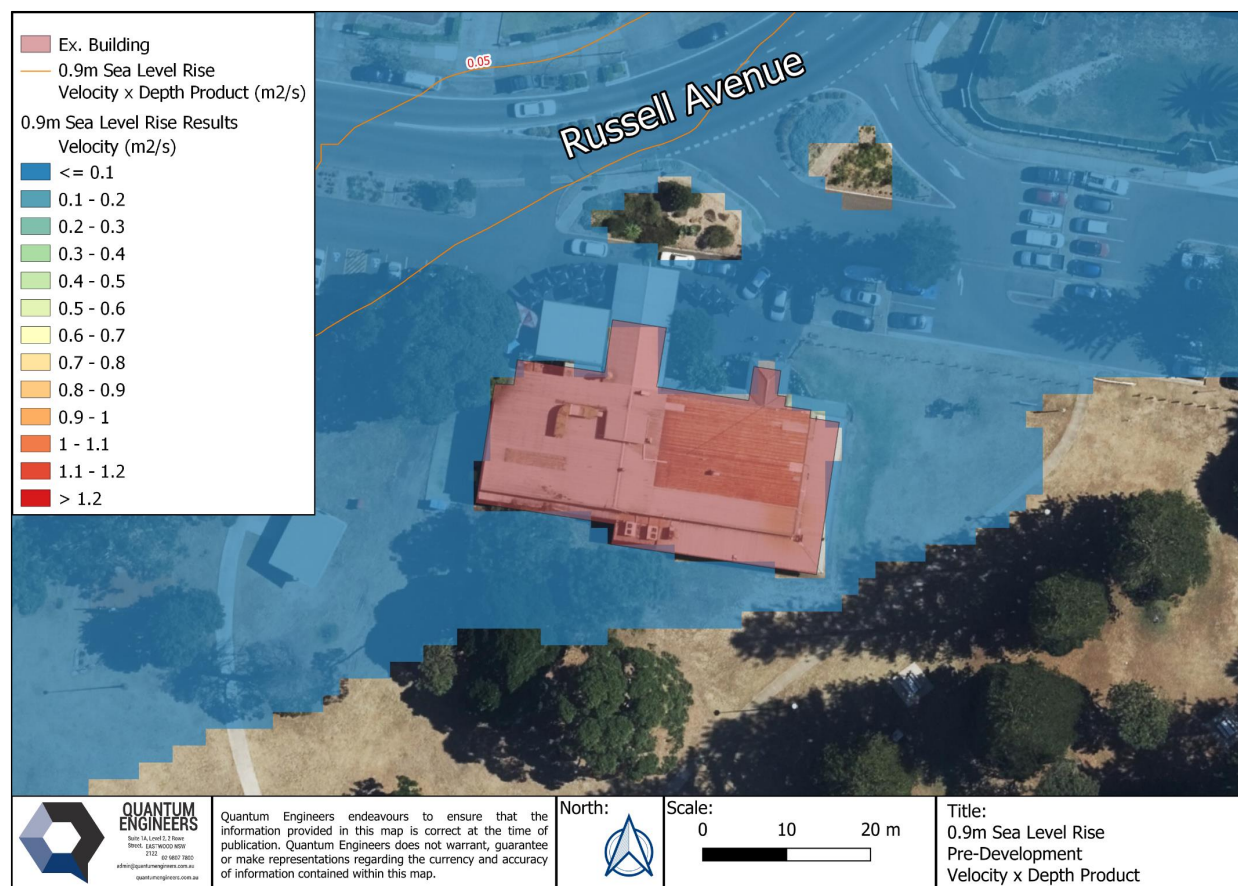 Ex. Building
0.9m Sea Level Rise
Velocity x Depth Product (m2/s)
0.9m Sea Level Rise Results
Velocity (m2/s)
<= 0.1
0.1 - 0.2
0.2 - 0.3
0.3 - 0.4
0.4 - 0.5
0.5 - 0.6
0.6 - 0.7
0.7 - 0.8
0.8 - 0.9
0.9 - 1
1 - 1.1
1.1 - 1.2
> 1.2
0.05
Russell Avenue
QUANTUM
ENGINEERS
Suite 1A, Level 2, 2 Rowe
Street, EASTWOOD NSW
2122
02 9807 7800
admin@quantumengineers.com.au
quantumengineers.com.au
Quantum Engineers endeavours to ensure that the
information provided in this map is correct at the time of
publication. Quantum Engineers does not warrant, guarantee
or make representations regarding the currency and accuracy
of information contained within this map.
North:
Scale:
0 10 20 m
Title:
0.9m Sea Level Rise
Pre-Development
Velocity x Depth Product